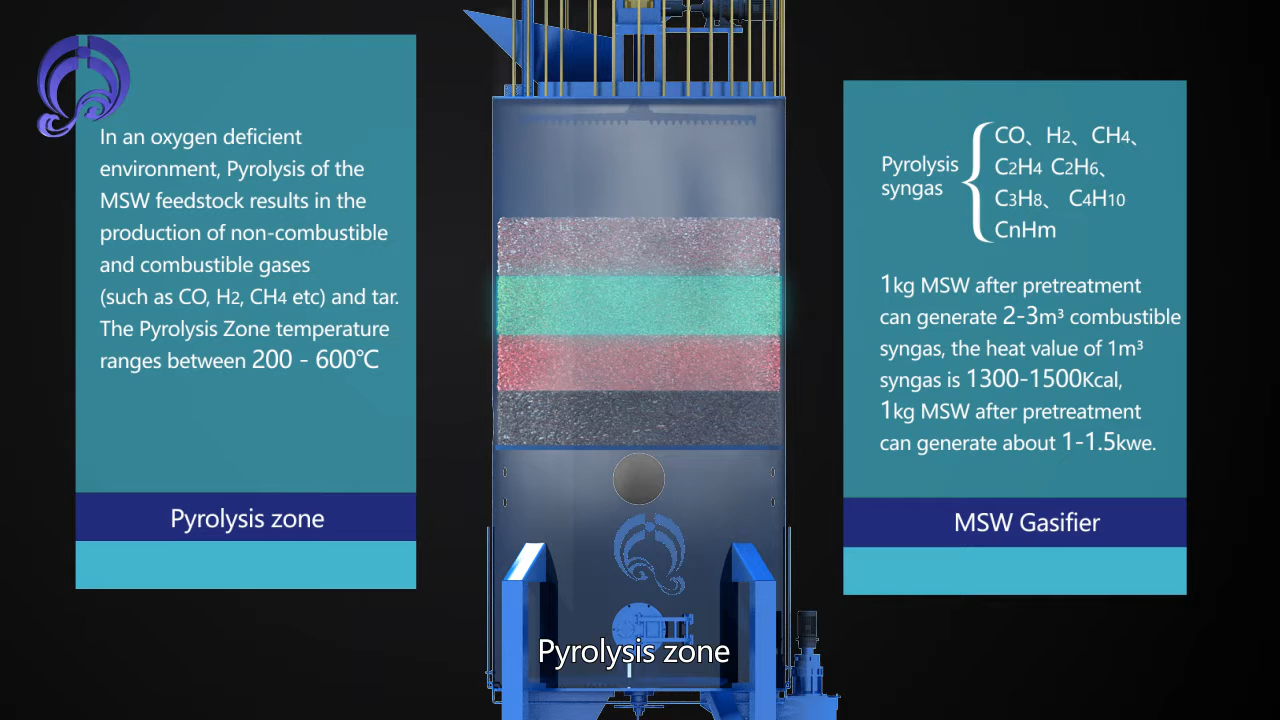 In an oxygen deficient
environment, Pyrolysis of the
MSW feedstock results in the
production of non-combustible
and combustible gases
(such as CO, H2, CH4 etc) and tar.
The Pyrolysis Zone temperature
ranges between 200 - 600℃
Pyrolysis zone
Pyrolysis
syngas
CO、H2、CH4、
C2H4 C2H6、
C3H8、 C4H10
CnHm
1kg MSW after pretreatment
can generate 2-3m³ combustible
syngas, the heat value of 1m³
syngas is 1300-1500Kcal,
1kg MSW after pretreatment
can generate about 1-1.5kwe.
MSW Gasifier
Pyrolysis zone